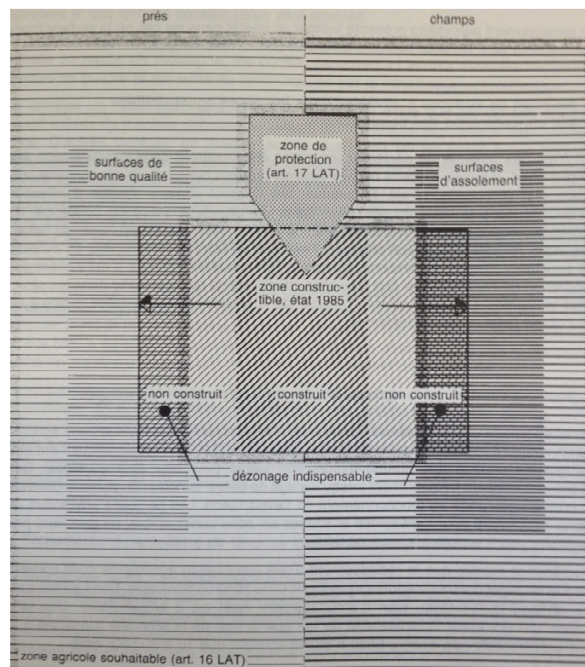 prés
champs
zone de
protection
(art. 17 LAT)
surfaces de
bonne qualité
surfaces
d'assolement
zone construc-
tible, état 1985
non construit
construit
non construit
dézonage indispensable
zone agricole souhaitable (art. 16 LAT)